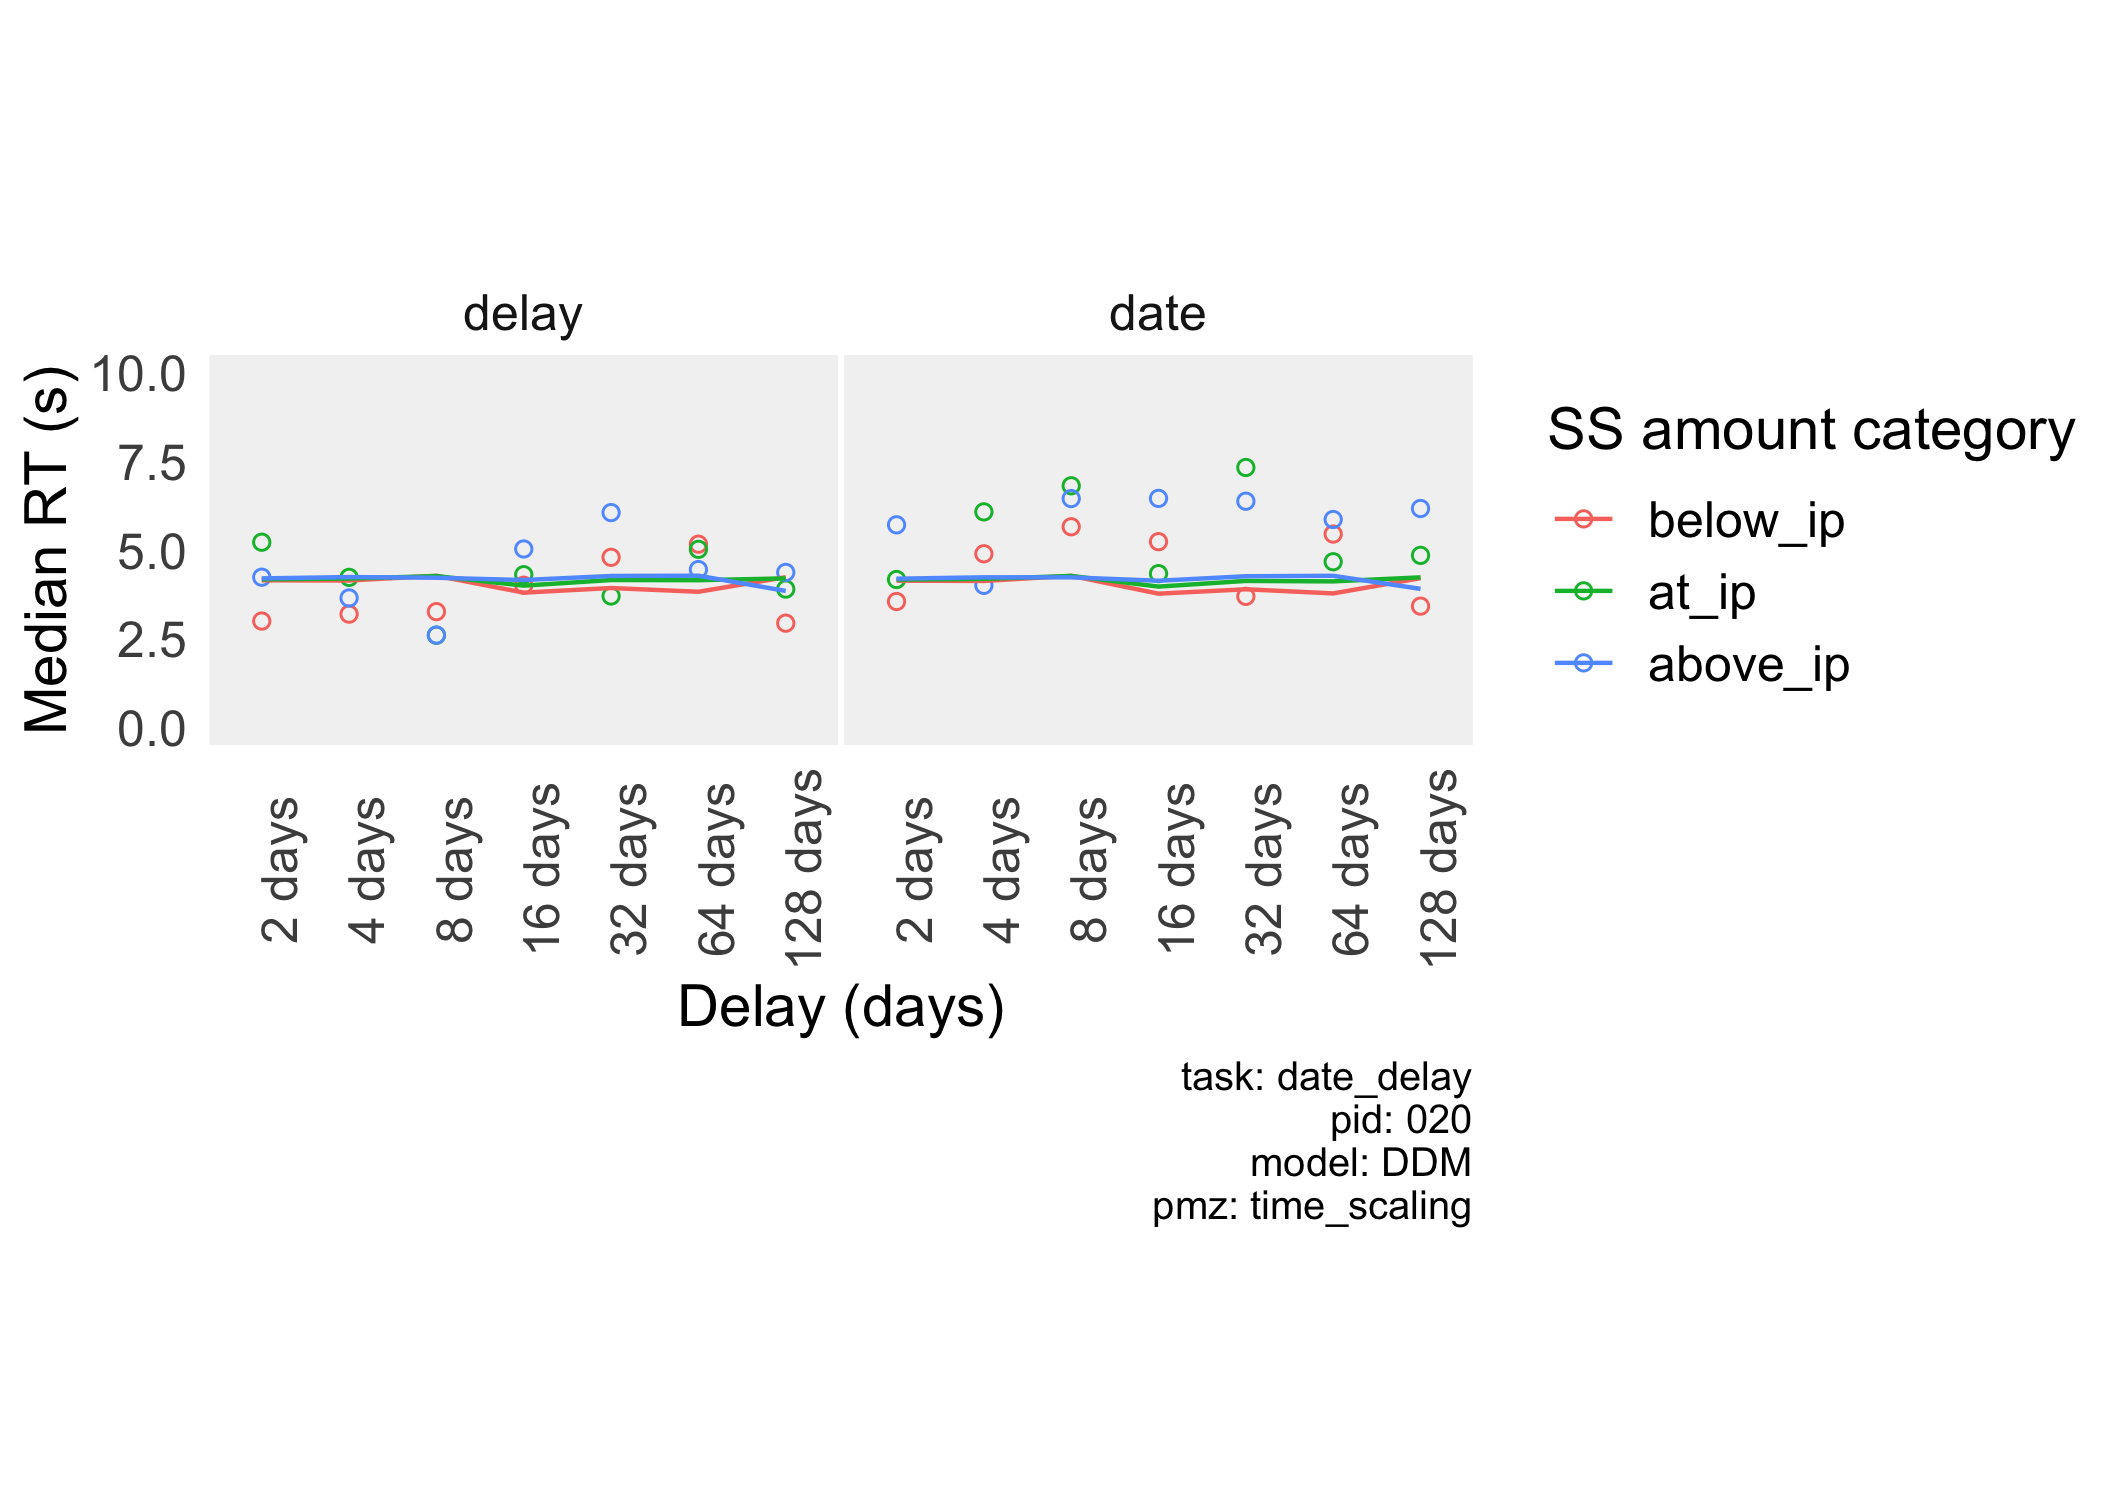 delay
date
Median RT (s)
10.0
7.5
5.0
2.5
0.0
2 days
4 days
8 days
16 days
32 days
64 days
128 days
2 days
4 days
8 days
16 days
32 days
64 days
128 days
Delay (days)
SS amount category
below_ip
at_ip
above_ip
task: date_delay
pid: 020
model: DDM
pmz: time_scaling